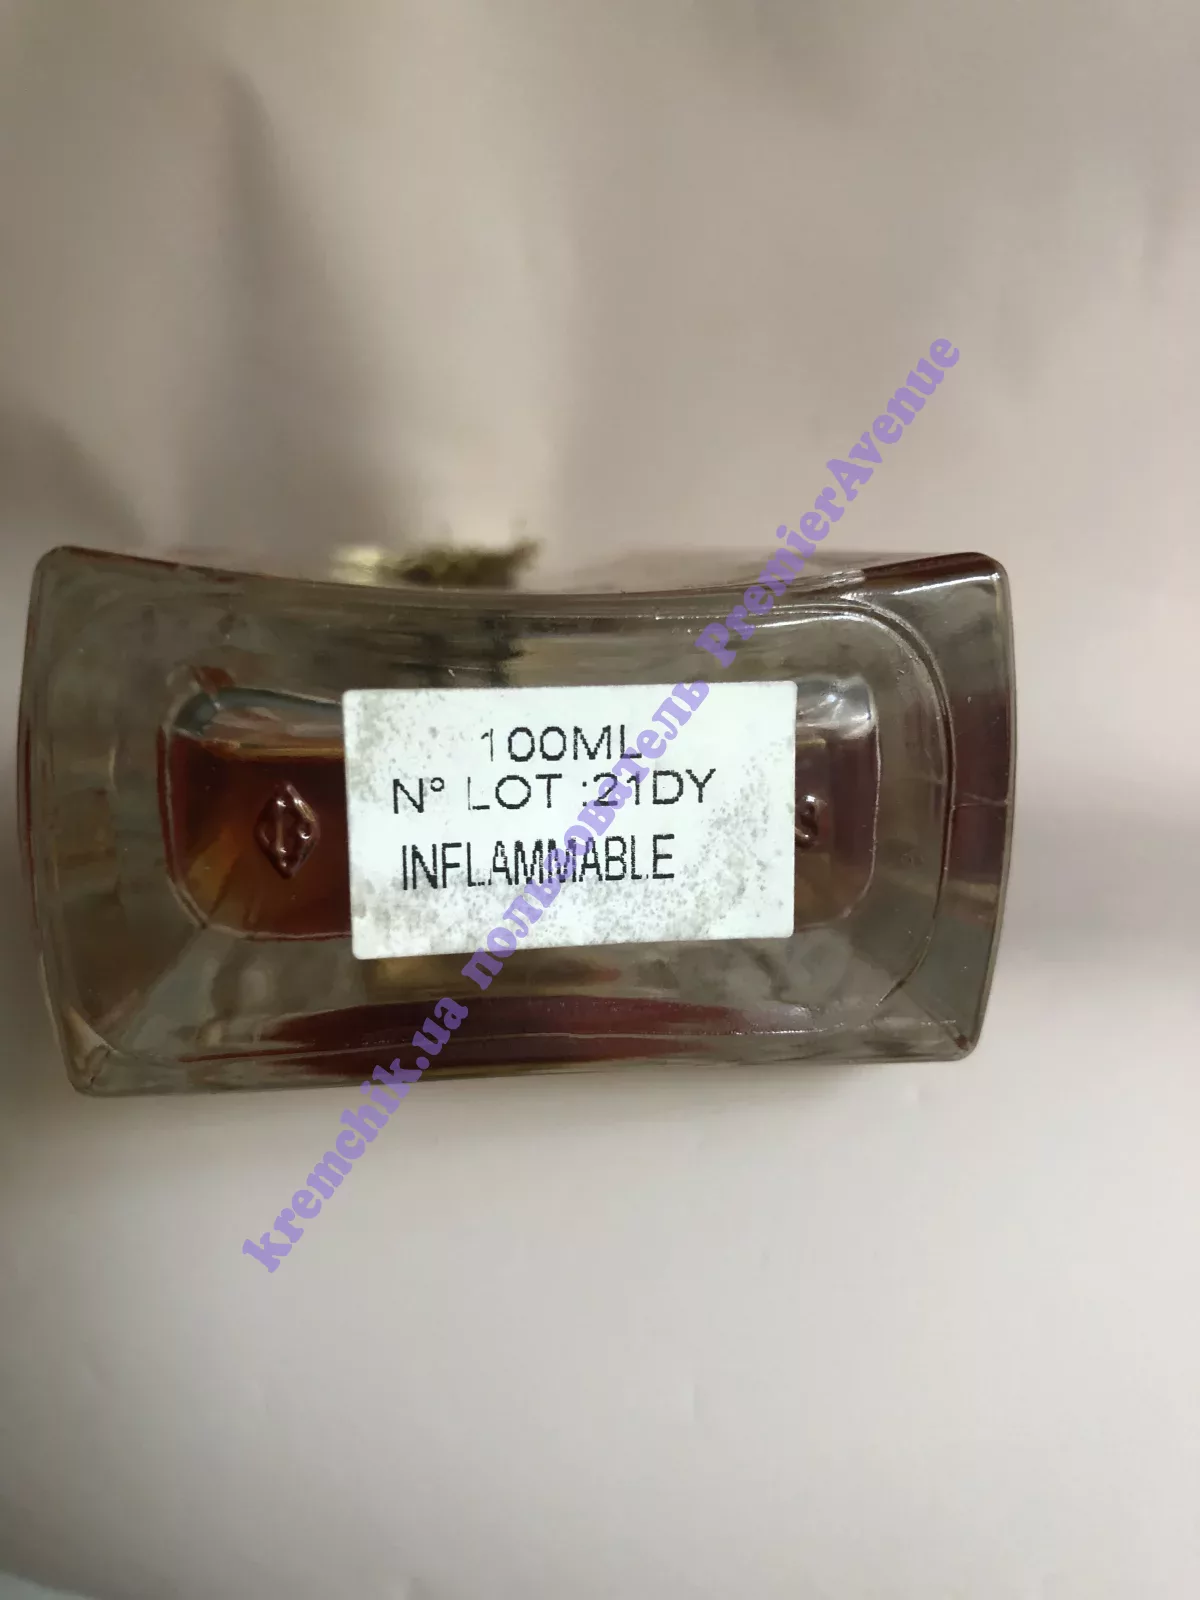 100ML
N° LOT :21DY
INFLAMMABLE
kremchik.ua пользователь PremierAvenue